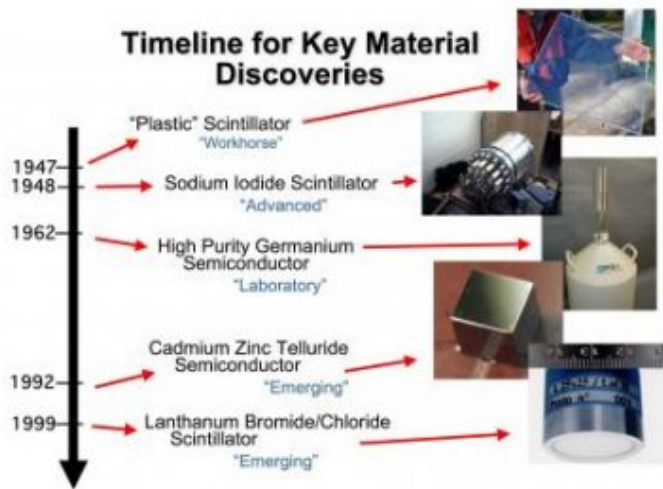 Timeline for Key Material
Discoveries
"Plastic" Scintillator
"Workhorse"
1947
1948
Sodium Iodide Scintillator
"Advanced"
1962
High Purity Germanium
Semiconductor
"Laboratory"
Cadmium Zinc Telluride
Semiconductor
1992
"Emerging"
1999
Lanthanum Bromide/Chloride
Scintillator
"Emerging"